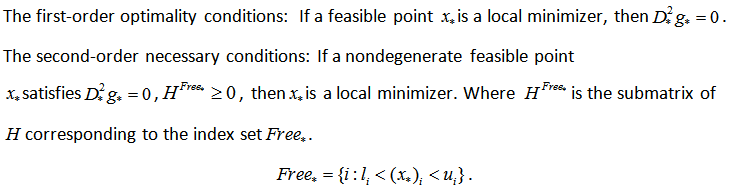 The first-order optimality conditions: If a feasible point $x_*$ is a local minimizer, then $D_*^2 g_* = 0$.
The second-order necessary conditions: If a nondegenerate feasible point
$x_*$ satisfies $D_*^2 g_* = 0$, $H^{Free_*} \geq 0$, then $x_*$ is a local minimizer. Where $H^{Free_*}$ is the submatrix of
$H$ corresponding to the index set $Free_*$.
$Free_* = \{i : l_i < (x_*)_i < u_i\}$.